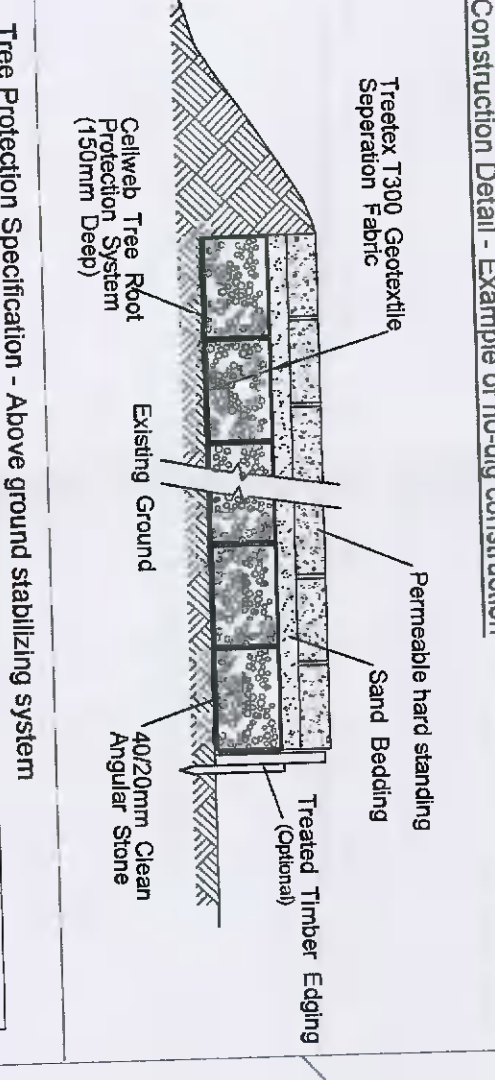 Construction Detail - Example of no-dig construction
Treetex T300 Geotextile
Seperation Fabric
Permeable hard standing
Sand Bedding
Treated Timber Edging
(Optional)
Cellweb Tree Root
Protection System
(150mm Deep)
Existing Ground
40/20mm Clean
Angular Stone
Tree Protection Specification - Above ground stabilizing system